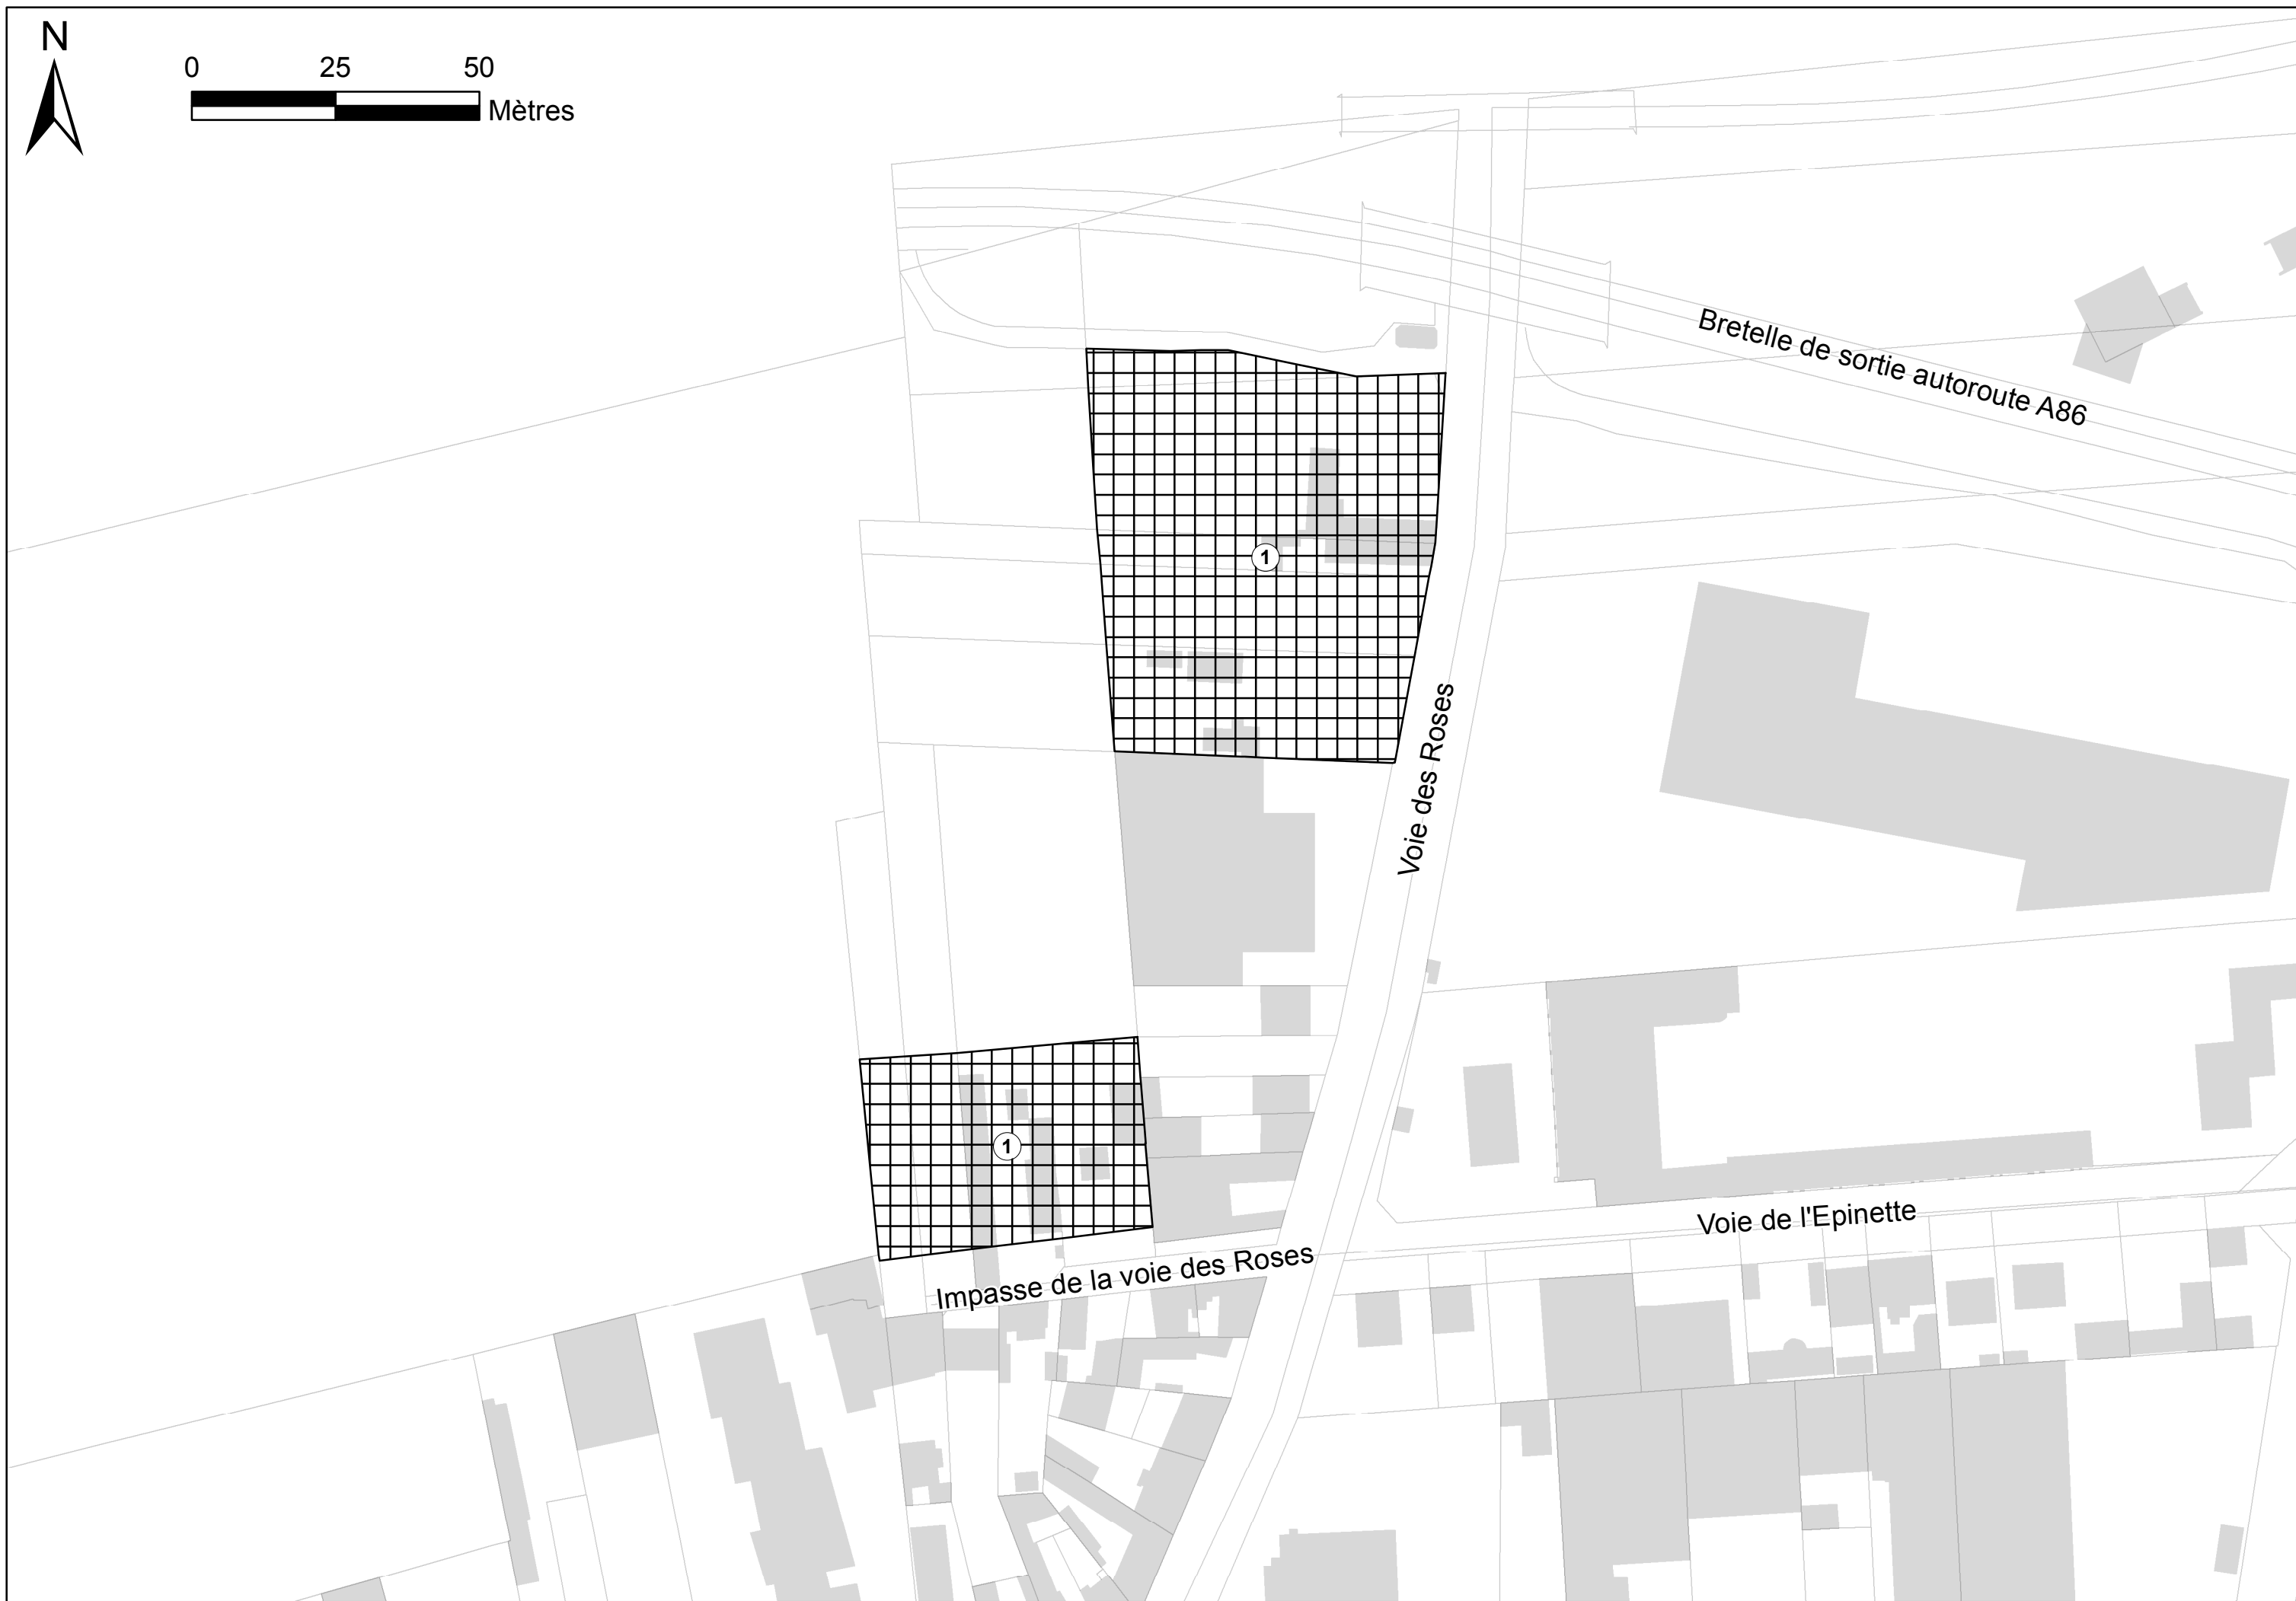 N
0 25 50
Mètres
Bretelle de sortie autoroute A86
1
Voie des Roses
1
Voie de l'Epinette
Impasse de la voie des Roses